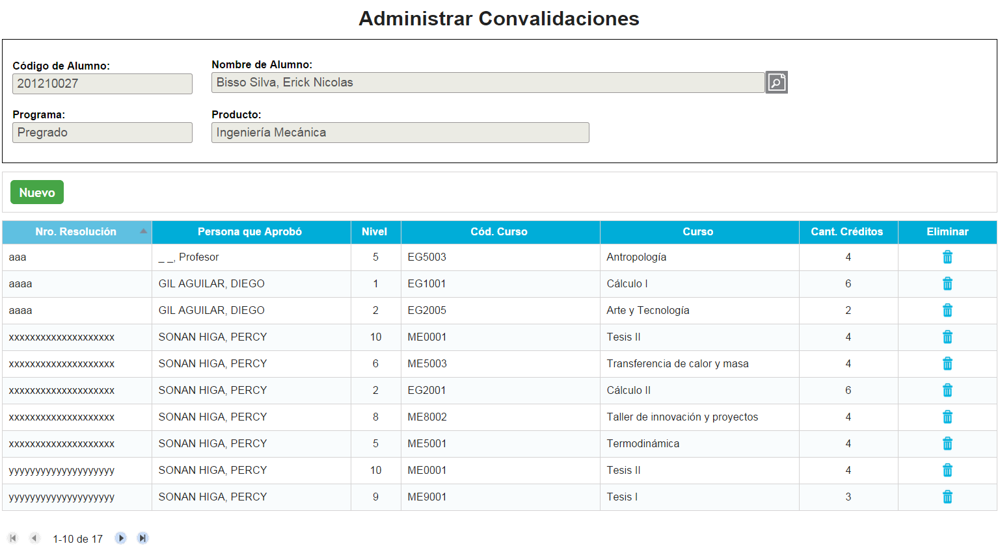 Administrar Convalidaciones
Código de Alumno: Nombre de Alumno:
201210027 Bisso Silva, Erick Nicolas
Programa: Producto:
Pregrado Ingeniería Mecánica
Nuevo
Nro. Resolución Persona que Aprobó Nivel Cód. Curso Curso Cant. Créditos Eliminar
aaa _ _, Profesor 5 EG5003 Antropología 4
aaaa GIL AGUILAR, DIEGO 1 EG1001 Cálculo I 6
aaaa GIL AGUILAR, DIEGO 2 EG2005 Arte y Tecnología 2
xxxxxxxxxxxxxxxxxxxx SONAN HIGA, PERCY 10 ME0001 Tesis II 4
xxxxxxxxxxxxxxxxxxxx SONAN HIGA, PERCY 6 ME5003 Transferencia de calor y masa 4
xxxxxxxxxxxxxxxxxxxx SONAN HIGA, PERCY 2 EG2001 Cálculo II 6
xxxxxxxxxxxxxxxxxxxx SONAN HIGA, PERCY 8 ME8002 Taller de innovación y proyectos 4
xxxxxxxxxxxxxxxxxxxx SONAN HIGA, PERCY 5 ME5001 Termodinámica 4
yyyyyyyyyyyyyyyyyyyy SONAN HIGA, PERCY 10 ME0001 Tesis II 4
yyyyyyyyyyyyyyyyyyyy SONAN HIGA, PERCY 9 ME9001 Tesis I 3
1-10 de 17